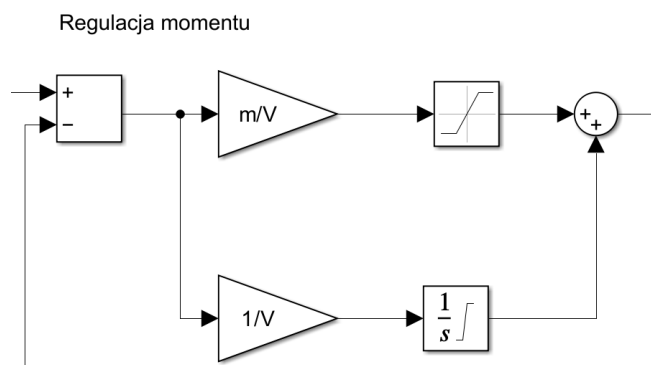 Regulacja momentu
+
−
m/V
+
+
1/V
1
s